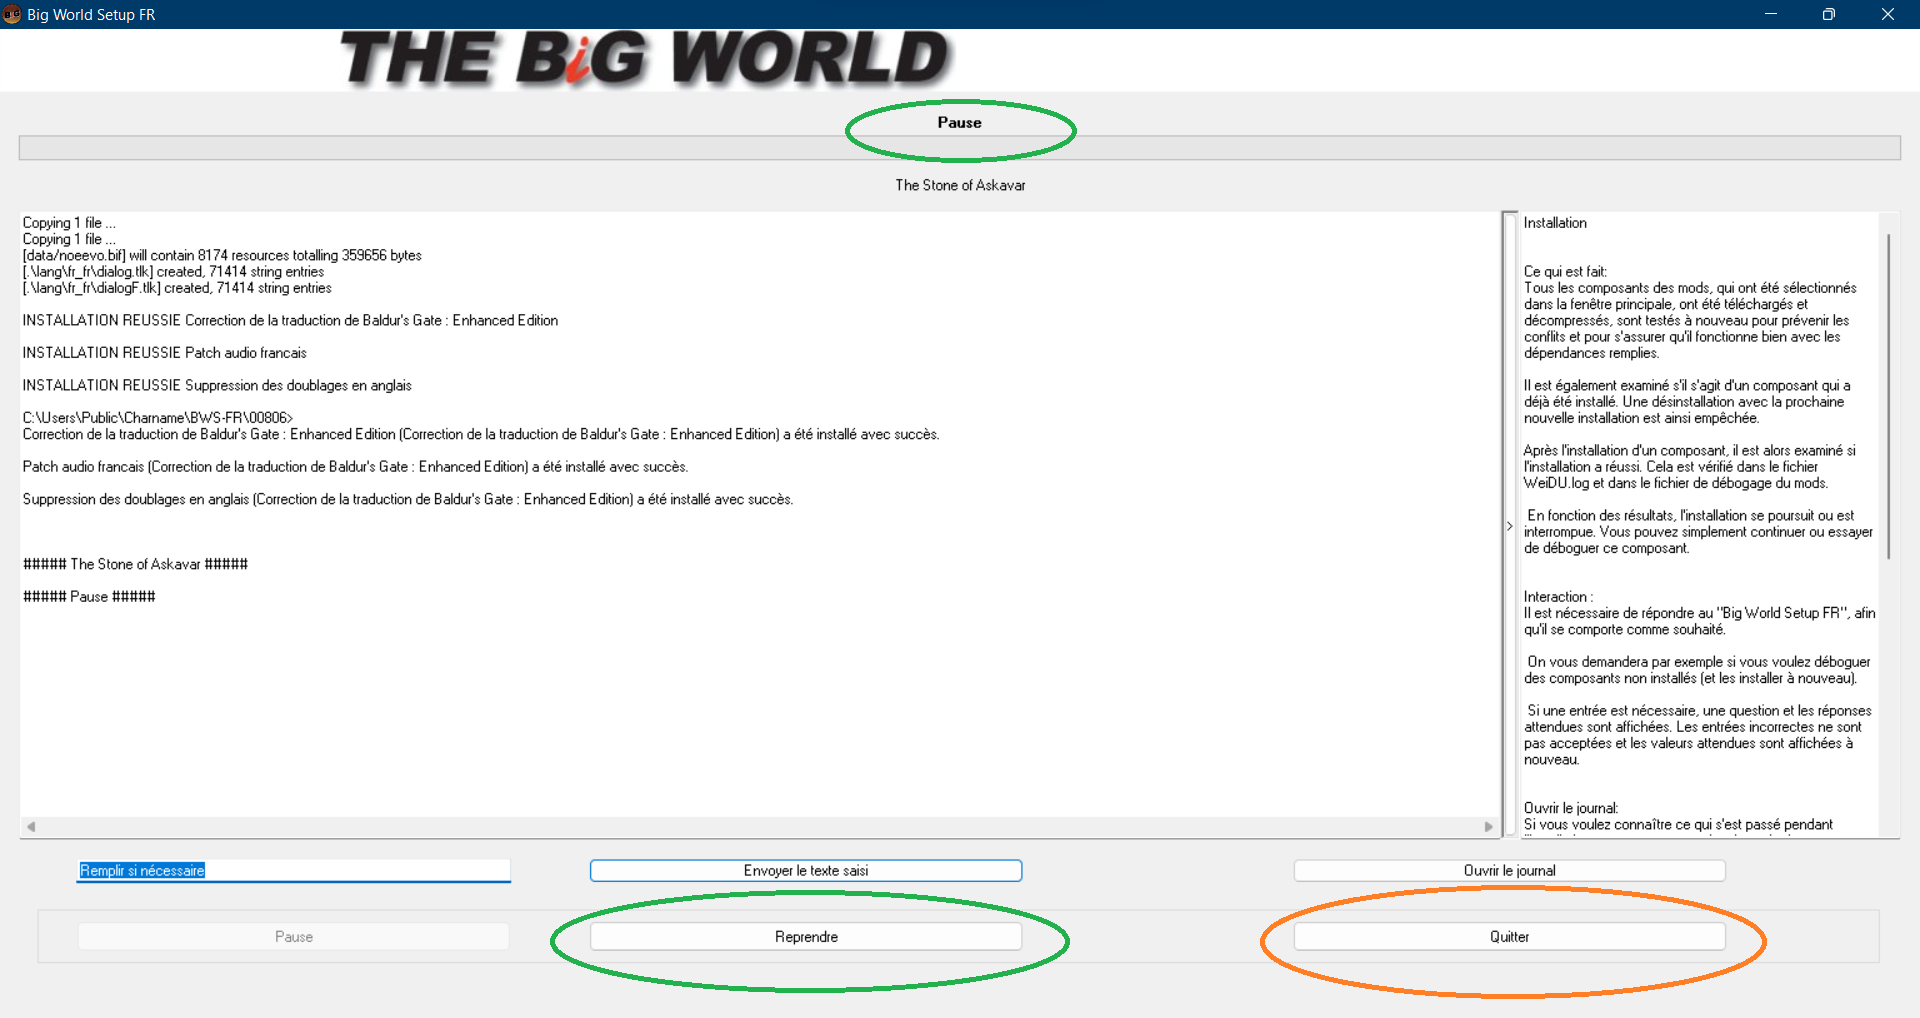 Big World Setup FR
THE BiG WORLD
Pause
The Stone of Askavar
Copying 1 file ...
Copying 1 file ...
[data/noeevo.bif] will contain 8174 resources totalling 359656 bytes
[.\lang\fr_fr\dialog.tlk] created, 71414 string entries
[.\lang\fr_fr\dialogF.tlk] created, 71414 string entries
INSTALLATION REUSSIE Correction de la traduction de Baldur's Gate : Enhanced Edition
INSTALLATION REUSSIE Patch audio francais
INSTALLATION REUSSIE Suppression des doublages en anglais
C:\Users\Public\Charname\BWS-FR\00806>
Correction de la traduction de Baldur's Gate : Enhanced Edition (Correction de la traduction de Baldur's Gate : Enhanced Edition) a été installé avec succès.
Patch audio francais (Correction de la traduction de Baldur's Gate : Enhanced Edition) a été installé avec succès.
Suppression des doublages en anglais (Correction de la traduction de Baldur's Gate : Enhanced Edition) a été installé avec succès.
##### The Stone of Askavar #####
##### Pause #####
Installation
Ce qui est fait:
Tous les composants des mods, qui ont été sélectionnés
dans la fenêtre principale, ont été téléchargés et
décompressés, sont testés à nouveau pour prévenir les
conflits et pour s'assurer qu'il fonctionne bien avec les
dépendances remplies.
Il est également examiné s'il s'agit d'un composant qui a
déjà été installé. Une désinstallation avec la prochaine
nouvelle installation est ainsi empêchée.
Après l'installation d'un composant, il est alors examiné si
l'installation a réussi. Cela est vérifié dans le fichier
WeiDU.log et dans le fichier de débogage du mods.
En fonction des résultats, l'installation se poursuit ou est
interrompue. Vous pouvez simplement continuer ou essayer
de déboguer ce composant.
Interaction :
Il est nécessaire de répondre au "Big World Setup FR", afin
qu'il se comporte comme souhaité.
On vous demandera par exemple si vous voulez déboguer
des composants non installés (et les installer à nouveau).
Si une entrée est nécessaire, une question et les réponses
attendues sont affichées. Les entrées incorrectes ne sont
pas acceptées et les valeurs attendues sont affichées à
nouveau.
Ouvrir le journal:
Si vous voulez connaître ce qui s'est passé pendant
Remplir si nécessaire
Envoyer le texte saisi
Ouvrir le journal
Pause
Reprendre
Quitter